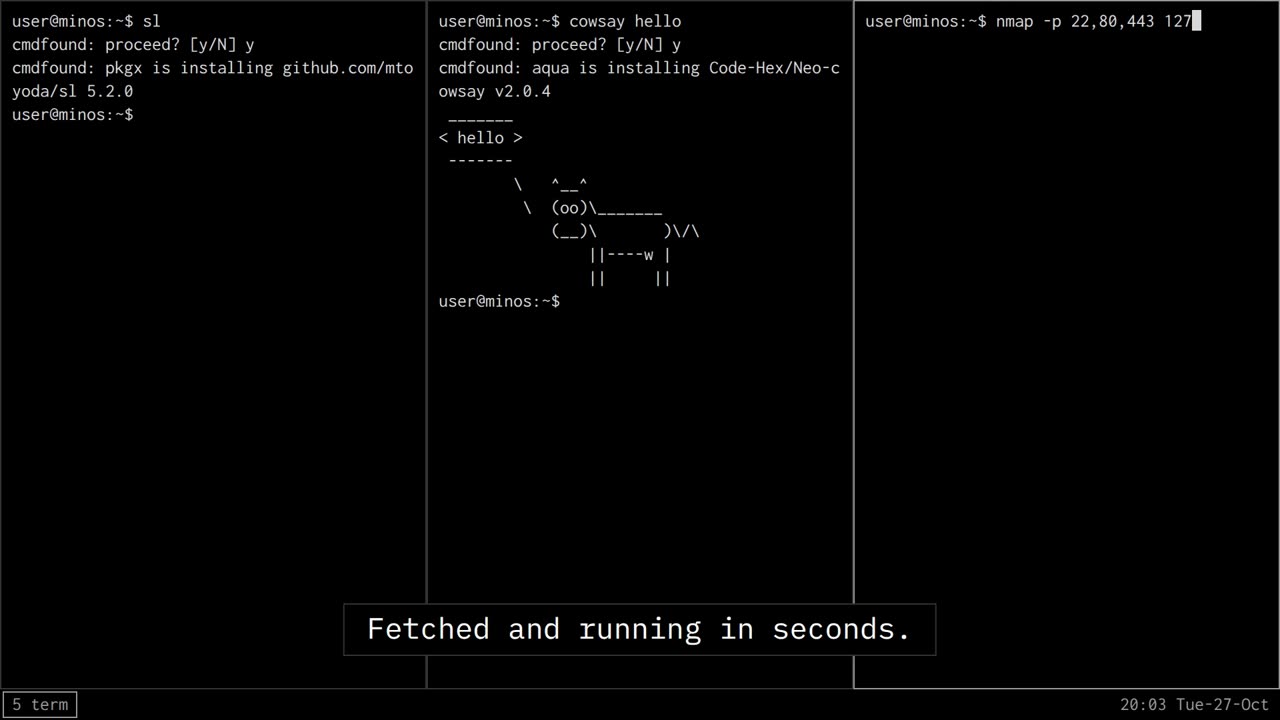 user@minos:~$ sl
cmdfound: proceed? [y/N] y
cmdfound: pkgx is installing github.com/mto
yoda/sl 5.2.0
user@minos:~$
user@minos:~$ cowsay hello
cmdfound: proceed? [y/N] y
cmdfound: aqua is installing Code-Hex/Neo-c
owsay v2.0.4
 _______
< hello >
 -------
        \   ^__^
         \  (oo)\_______
            (__)\       )\/\
                ||----w |
                ||     ||
user@minos:~$
user@minos:~$ nmap -p 22,80,443 127
Fetched and running in seconds.
5 term
20:03 Tue-27-Oct